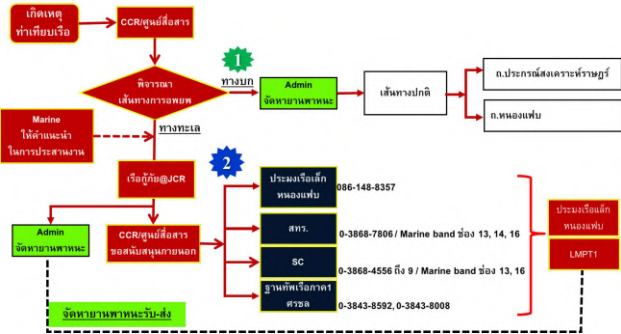 เกิดเหตุ
ท่าเทียบเรือ
CCR/ศูนย์สื่อสาร
1
พิจารณา
เส้นทางการอพยพ
ทางบก
Admin
จัดหายานพาหนะ
เส้นทางปกติ
ถ.ประกรณ์สงเคราะห์ราษฎร์
ถ.หนองแฟบ
Marine
ให้คำแนะนำ
ในการประสานงาน
ทางทะเล
เรือกู้ภัย@JCR
2
Admin
จัดหายานพาหนะ
CCR/ศูนย์สื่อสาร
ขอสนับสนุนภายนอก
ประมงเรือเล็ก
หนองแฟบ
086-148-8357
สทร.
0-3868-7806 / Marine band ช่อง 13, 14, 16
SC
0-3868-4556 ถึง 9 / Marine band ช่อง 13, 16
ฐานทัพเรือภาค1
ศรชล
0-3843-8592, 0-3843-8008
ประมงเรือเล็ก
หนองแฟบ
LMPT1
จัดหายานพาหนะรับ-ส่ง